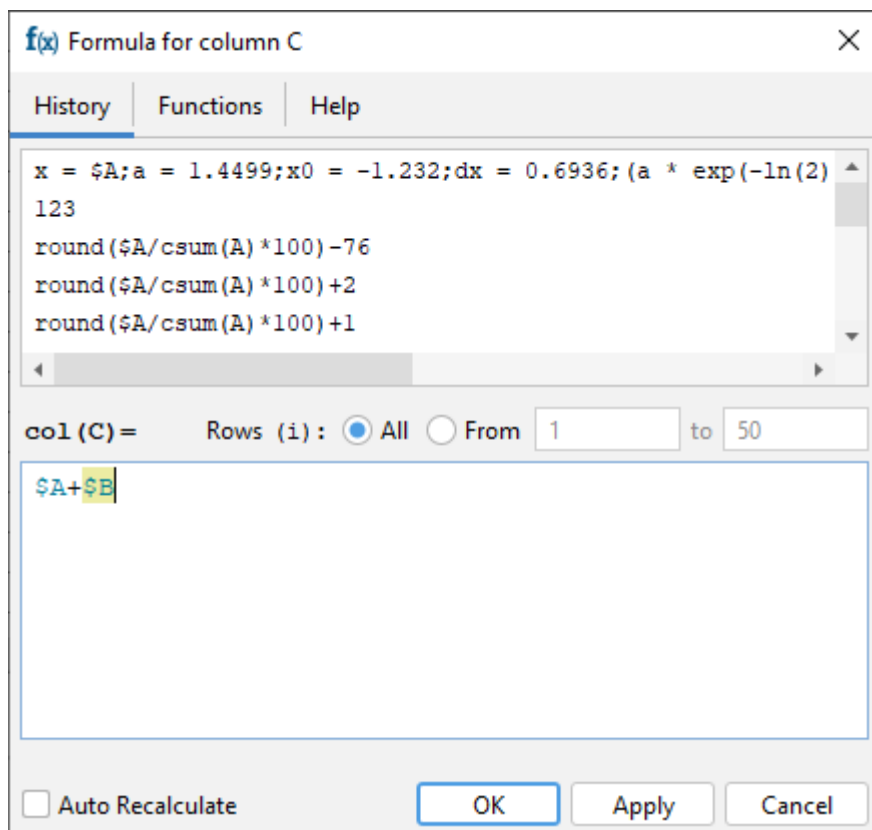 f(x) Formula for column C
History Functions Help
x = $A;a = 1.4499;x0 = -1.232;dx = 0.6936;(a * exp(-ln(2)
123
round($A/csum(A)*100)-76
round($A/csum(A)*100)+2
round($A/csum(A)*100)+1
col(C)= Rows (i): All From 1 to 50
$A+$B
Auto Recalculate OK Apply Cancel